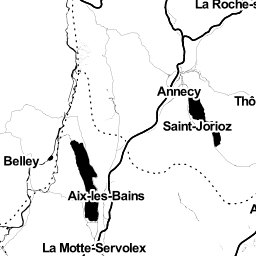 La Roche-s
Annecy
Thô
Saint-Jorioz
Belley
Aix-les-Bains
A
La Motte-Servolex